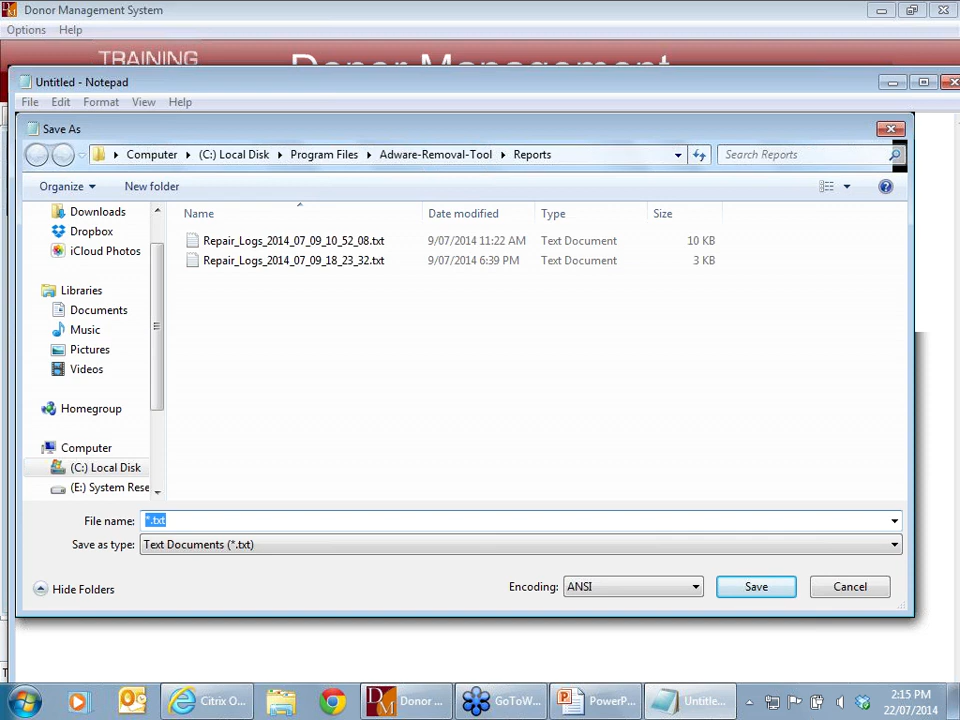 Donor Management System
Options Help
TRAINING
Donor Management
Untitled - Notepad
File Edit Format View Help
Save As
Computer (C:) Local Disk Program Files Adware-Removal-Tool Reports Search Reports
Organize New folder
Downloads Name Date modified Type Size
Dropbox
Repair_Logs_2014_07_09_10_52_08.txt 9/07/2014 11:22 AM Text Document 10 KB
iCloud Photos
Repair_Logs_2014_07_09_18_23_32.txt 9/07/2014 6:39 PM Text Document 3 KB
Libraries
Documents
Music
Pictures
Videos
Homegroup
Computer
(C:) Local Disk
(E:) System Rese
File name: *.txt
Save as type: Text Documents (*.txt)
Hide Folders Encoding: ANSI Save Cancel
Citrix O... Donor ... GoToW... PowerP... Untitle... 2:15 PM
22/07/2014